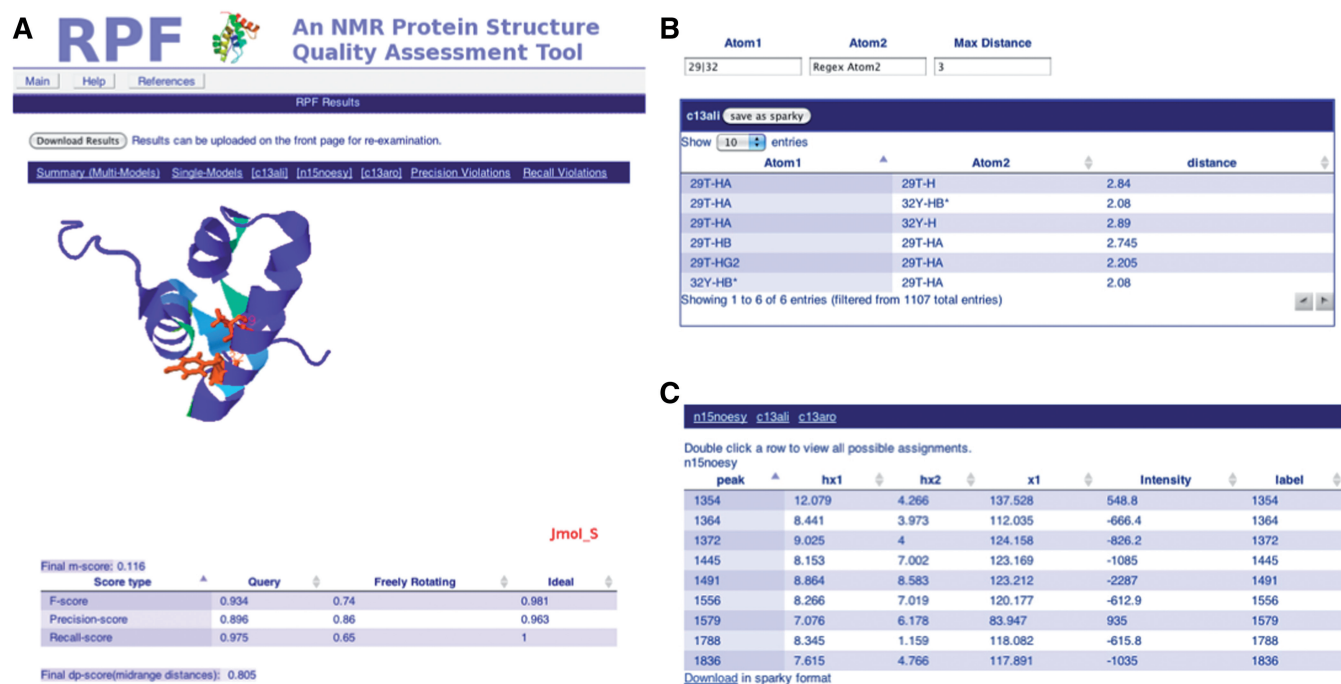 A
RPF
An NMR Protein Structure
Quality Assessment Tool
Main Help References
RPF Results
Download Results Results can be uploaded on the front page for re-examination.
Summary (Multi-Models) Single-Models [c13ali] [n15noesy] [c13aro] Precision Violations Recall Violations
Jmol_S
Final m-score: 0.116
Score type Query Freely Rotating Ideal
F-score 0.934 0.74 0.981
Precision-score 0.896 0.86 0.963
Recall-score 0.975 0.65 1
Final dp-score(midrange distances): 0.805
B
Atom1 Atom2 Max Distance
29|32 Regex Atom2 3
c13ali save as sparky
Show 10 entries
Atom1 Atom2 distance
29T-HA 29T-H 2.84
29T-HA 32Y-HB* 2.08
29T-HA 32Y-H 2.89
29T-HB 29T-HA 2.745
29T-HG2 29T-HA 2.205
32Y-HB* 29T-HA 2.08
Showing 1 to 6 of 6 entries (filtered from 1107 total entries)
C
n15noesy c13ali c13aro
Double click a row to view all possible assignments.
n15noesy
peak hx1 hx2 x1 Intensity label
1354 12.079 4.266 137.528 548.8 1354
1364 8.441 3.973 112.035 -666.4 1364
1372 9.025 4 124.158 -826.2 1372
1445 8.153 7.002 123.169 -1085 1445
1491 8.864 8.583 123.212 -2287 1491
1556 8.266 7.019 120.177 -612.9 1556
1579 7.076 6.178 83.947 935 1579
1788 8.345 1.159 118.082 -615.8 1788
1836 7.615 4.766 117.891 -1035 1836
Download in sparky format